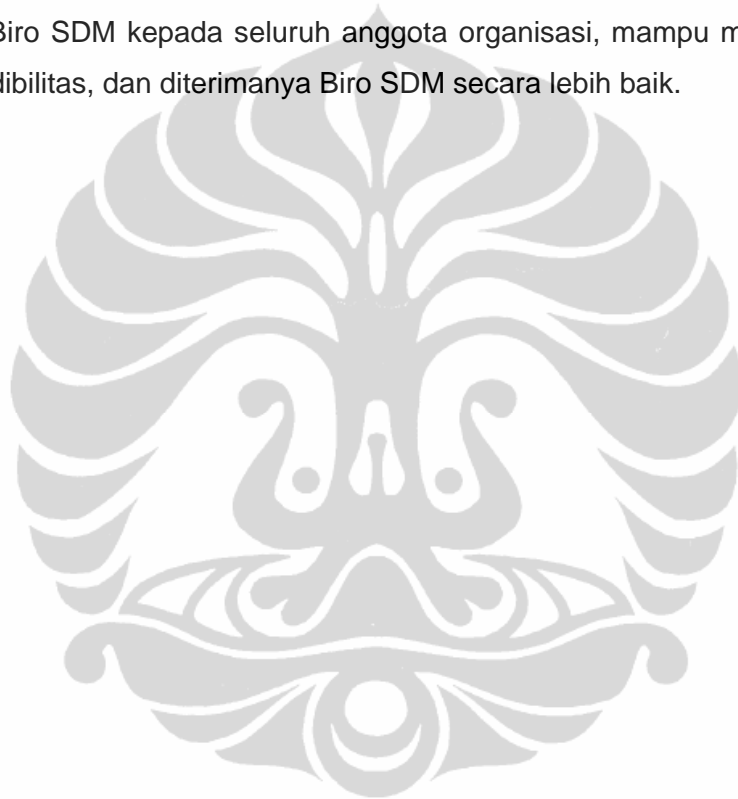 Biro SDM kepada seluruh anggota organisasi, mampu
dibilitas, dan diterimanya Biro SDM secara lebih baik.